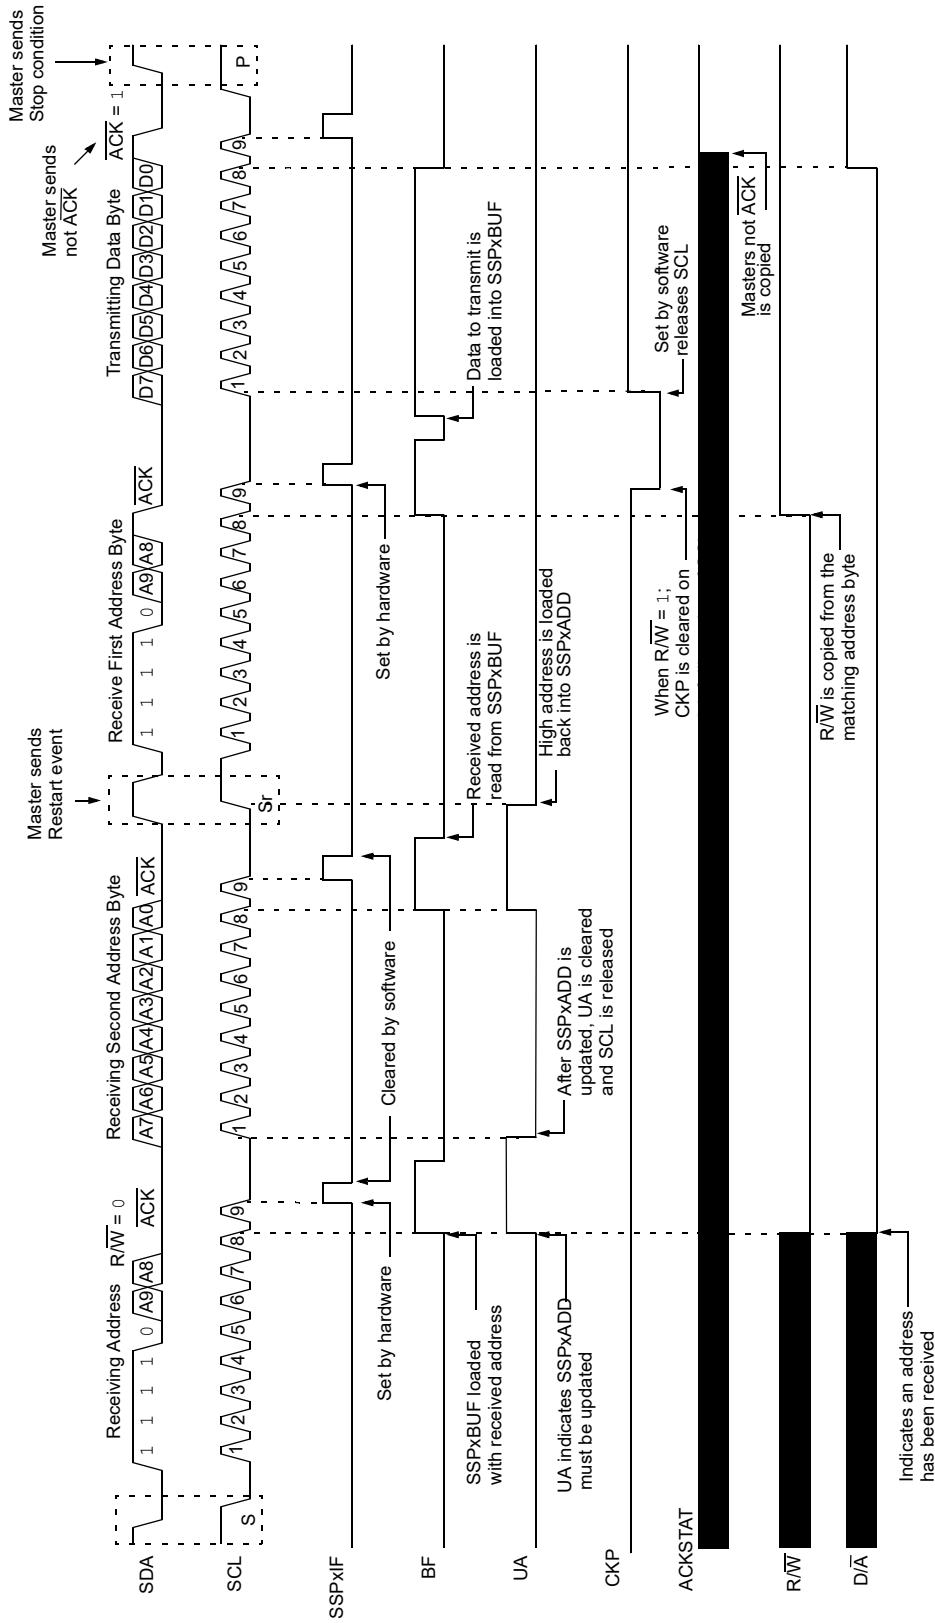 Master sends
Stop condition
Master sends
not ACK
Master sends
Restart event
Receiving Address R/W = 0
Receiving Second Address Byte
Receive First Address Byte
Transmitting Data Byte
ACK = 1
SDA
1 1 1 1 0 A9 A8 ACK
A7 A6 A5 A4 A3 A2 A1 A0 ACK
1 1 1 1 0 A9 A8 ACK
D7 D6 D5 D4 D3 D2 D1 D0
SCL
S 1 2 3 4 5 6 7 8 9
1 2 3 4 5 6 7 8 9
Sr 1 2 3 4 5 6 7 8 9
1 2 3 4 5 6 7 8 9 P
SSPxIF
Set by hardware
Cleared by software
Set by hardware
BF
SSPxBUF loaded
with received address
Received address is
read from SSPxBUF
Data to transmit is
loaded into SSPxBUF
UA
UA indicates SSPxADD
must be updated
After SSPxADD is
updated, UA is cleared
and SCL is released
High address is loaded
back into SSPxADD
CKP
When R/W = 1;
CKP is cleared on
Set by software
releases SCL
ACKSTAT
Masters not ACK
is copied
R/W
R/W is copied from the
matching address byte
D/A
Indicates an address
has been received